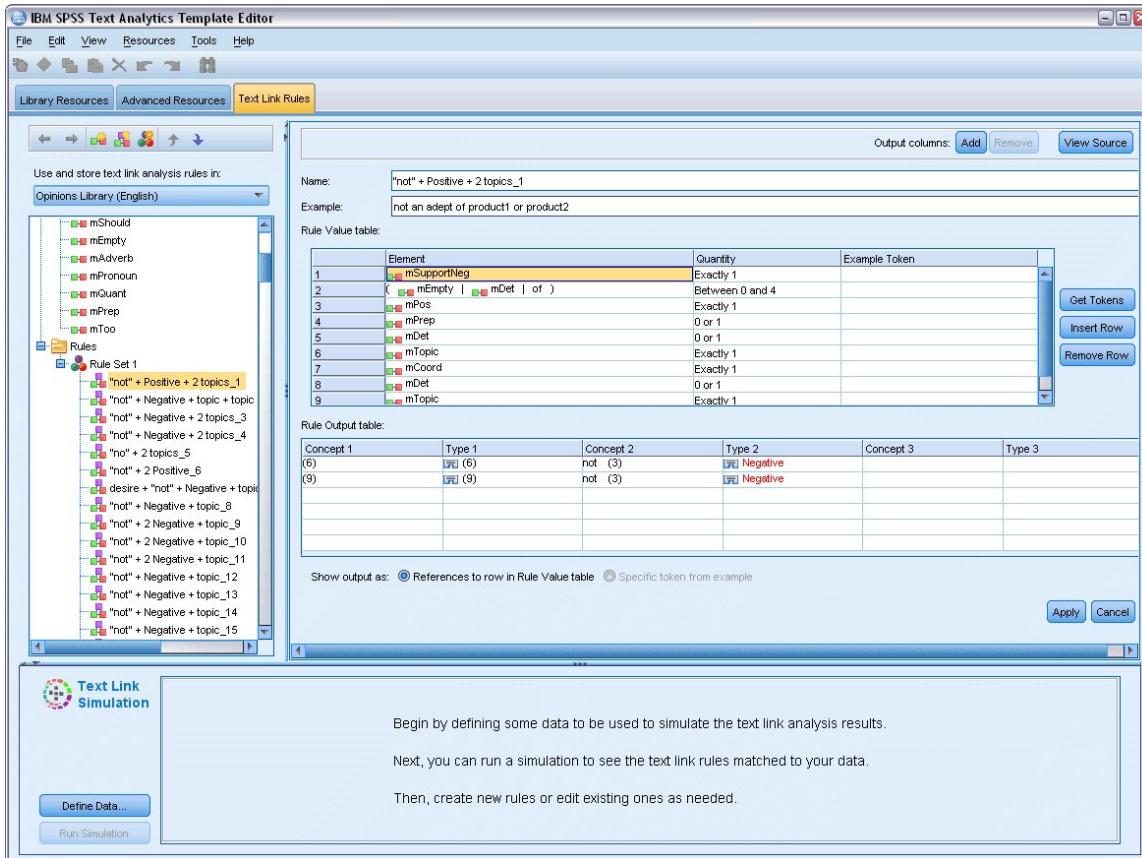 IBM SPSS Text Analytics Template Editor
File Edit View Resources Tools Help
Library Resources Advanced Resources Text Link Rules
Use and store text link analysis rules in:
Opinions Library (English)
mShould
mEmpty
mAdverb
mPronoun
mQuant
mPrep
mToo
Rules
Rule Set 1
"not" + Positive + 2 topics_1
"not" + Negative + topic + topic
"not" + Negative + 2 topics_3
"not" + Negative + 2 topics_4
"no" + 2 topics_5
"not" + 2 Positive_6
desire + "not" + Negative + topic
"not" + Negative + topic_8
"not" + 2 Negative + topic_9
"not" + 2 Negative + topic_10
"not" + 2 Negative + topic_11
"not" + Negative + topic_12
"not" + Negative + topic_13
"not" + Negative + topic_14
"not" + Negative + topic_15
Output columns: Add Remove View Source
Name: "not" + Positive + 2 topics_1
Example: not an adept of product1 or product2
Rule Value table:
Element Quantity Example Token
1 mSupportNeg Exactly 1
2 ( mEmpty | mDet | of ) Between 0 and 4
3 mPos Exactly 1
4 mPrep 0 or 1
5 mDet 0 or 1
6 mTopic Exactly 1
7 mCoord Exactly 1
8 mDet 0 or 1
9 mTopic Exactly 1
Get Tokens
Insert Row
Remove Row
Rule Output table:
Concept 1 Type 1 Concept 2 Type 2 Concept 3 Type 3
(6) (6) not (3) Negative
(9) (9) not (3) Negative
Show output as: References to row in Rule Value table Specific token from example
Apply Cancel
Text Link
Simulation
Define Data...
Run Simulation
Begin by defining some data to be used to simulate the text link analysis results.
Next, you can run a simulation to see the text link rules matched to your data.
Then, create new rules or edit existing ones as needed.